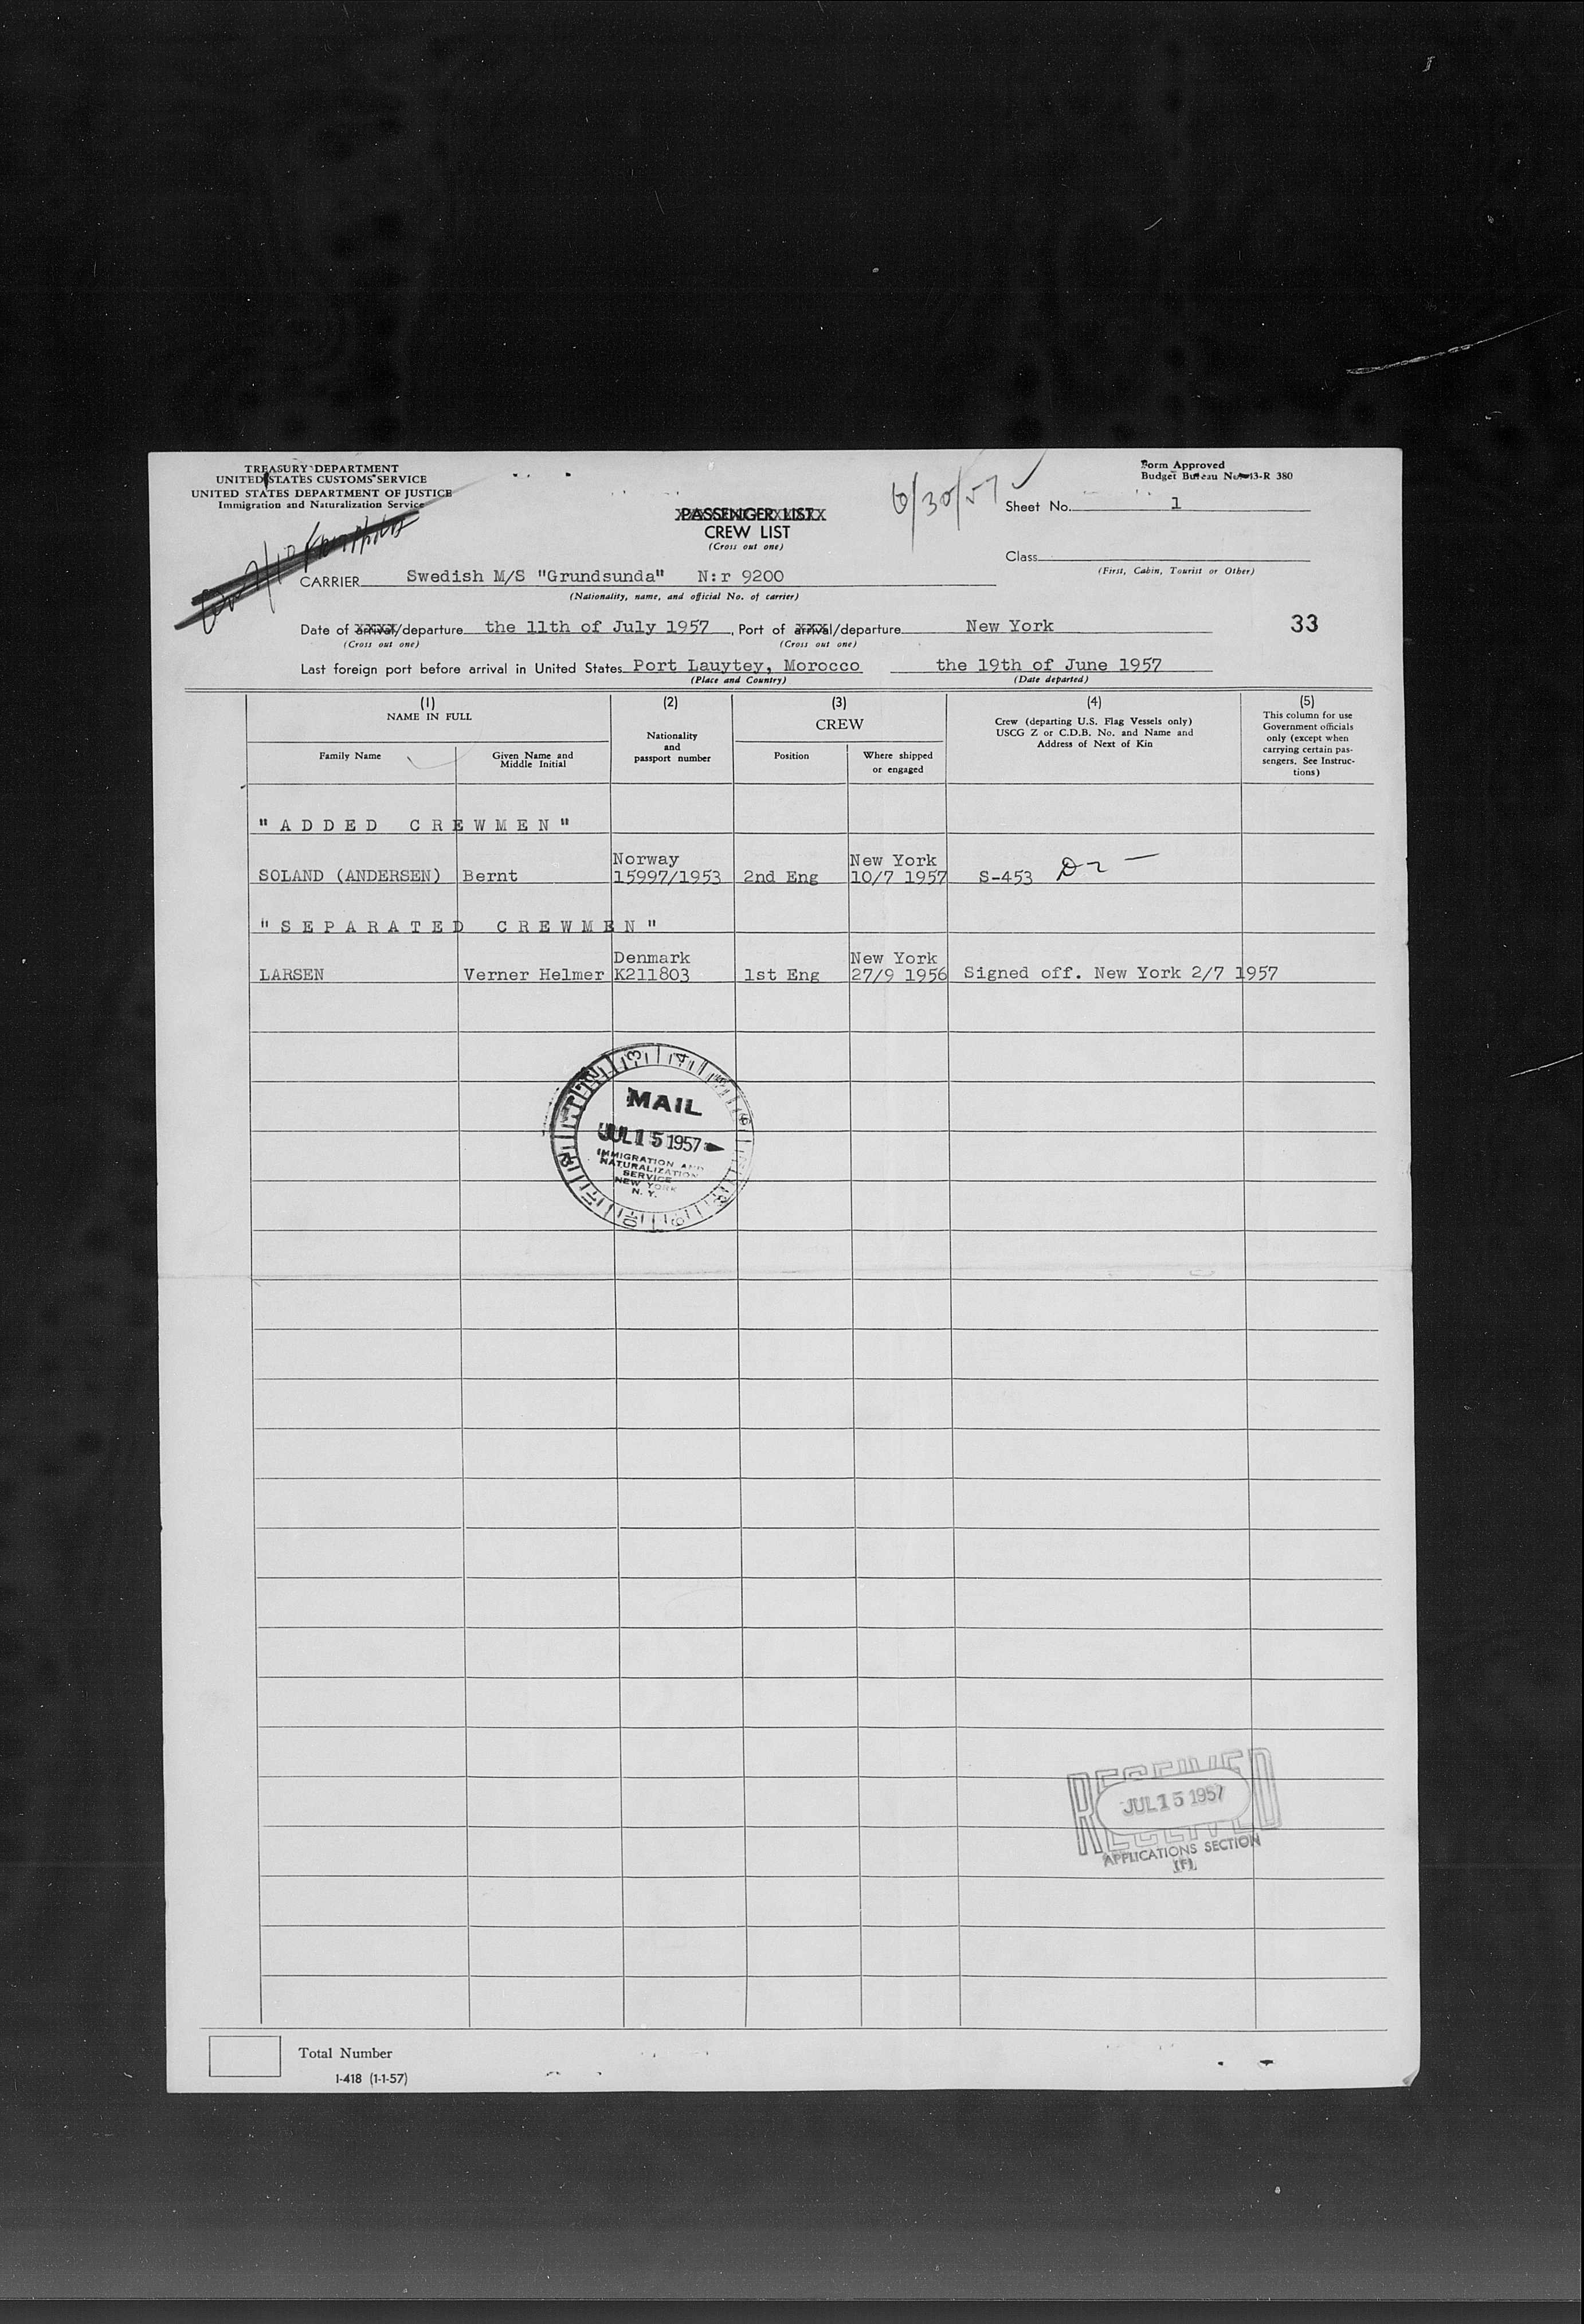 TREASURY DEPARTMENT
UNITED STATES CUSTOMS SERVICE
UNITED STATES DEPARTMENT OF JUSTICE
Immigration and Naturalization Service
Form Approved
Budget Bureau No. 43-R 380
6/30/57
Sheet No. 1
PASSENGER LIST
CREW LIST
(Cross out one)
Class
(First, Cabin, Tourist or Other)
CARRIER Swedish M/S "Grundsunda" N:r 9200
(Nationality, name, and official No. of carrier)
33
Date of arrival/departure the 11th of July 1957, Port of arrival/departure New York
(Cross out one) (Cross out one)
Last foreign port before arrival in United States Port Lauytey, Morocco the 19th of June 1957
(Place and Country) (Date departed)
(1) (2) (3) (4) (5)
NAME IN FULL
Family Name
Given Name and
Middle Initial
Nationality
and
passport number
CREW
Position
Where shipped
or engaged
Crew (departing U.S. Flag Vessels only)
USCG Z or C.D.B. No. and Name and
Address of Next of Kin
This column for use
Government officials
only (except when
carrying certain pas-
sengers. See Instruc-
tions)
"ADDED CREWMEN"
Norway New York
SOLAND (ANDERSEN) Bernt 15997/1953 2nd Eng 10/7 1957 S-453
"SEPARATED CREWMEN"
Denmark New York
LARSEN Verner Helmer K211803 1st Eng 27/9 1956 Signed off. New York 2/7 1957
MAIL
JUL 15 1957
IMMIGRATION AND
NATURALIZATION
SERVICE
NEW YORK
N. Y.
RECEIVED
JUL 15 1957
APPLICATIONS SECTION
(F)
Total Number
I-418 (1-1-57)